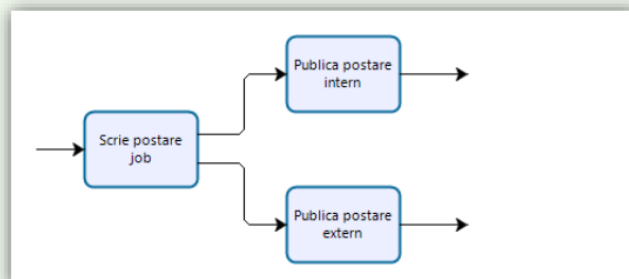 Publica postare
intern
Scrie postare
job
Publica postare
extern